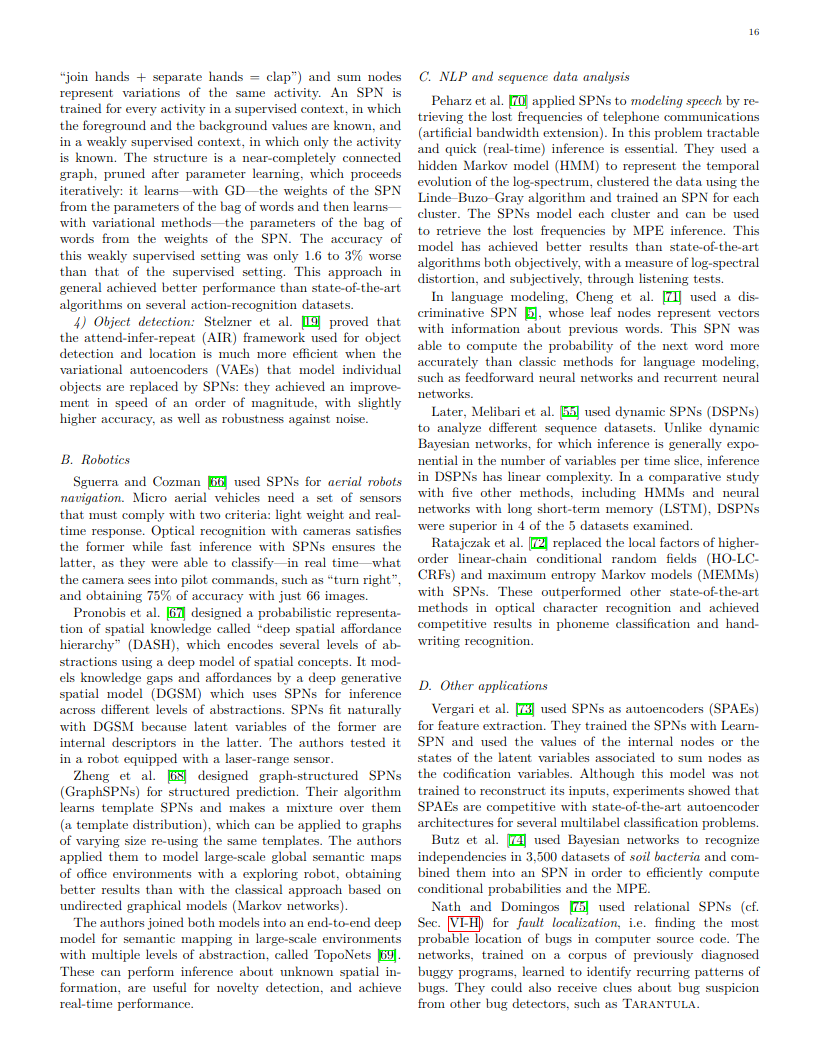 16
“join hands + separate hands = clap”) and sum nodes
represent variations of the same activity. An SPN is
trained for every activity in a supervised context, in which
the foreground and the background values are known, and
in a weakly supervised context, in which only the activity
is known. The structure is a near-completely connected
graph, pruned after parameter learning, which proceeds
iteratively: it learns—with GD—the weights of the SPN
from the parameters of the bag of words and then learns—
with variational methods—the parameters of the bag of
words from the weights of the SPN. The accuracy of
this weakly supervised setting was only 1.6 to 3% worse
than that of the supervised setting. This approach in
general achieved better performance than state-of-the-art
algorithms on several action-recognition datasets.
4) Object detection: Stelzner et al. [19] proved that
the attend-infer-repeat (AIR) framework used for object
detection and location is much more efficient when the
variational autoencoders (VAEs) that model individual
objects are replaced by SPNs: they achieved an improve-
ment in speed of an order of magnitude, with slightly
higher accuracy, as well as robustness against noise.
B. Robotics
Sguerra and Cozman [66] used SPNs for aerial robots
navigation. Micro aerial vehicles need a set of sensors
that must comply with two criteria: light weight and real-
time response. Optical recognition with cameras satisfies
the former while fast inference with SPNs ensures the
latter, as they were able to classify—in real time—what
the camera sees into pilot commands, such as “turn right”,
and obtaining 75% of accuracy with just 66 images.
Pronobis et al. [67] designed a probabilistic representa-
tion of spatial knowledge called “deep spatial affordance
hierarchy” (DASH), which encodes several levels of ab-
stractions using a deep model of spatial concepts. It mod-
els knowledge gaps and affordances by a deep generative
spatial model (DGSM) which uses SPNs for inference
across different levels of abstractions. SPNs fit naturally
with DGSM because latent variables of the former are
internal descriptors in the latter. The authors tested it
in a robot equipped with a laser-range sensor.
Zheng et al. [68] designed graph-structured SPNs
(GraphSPNs) for structured prediction. Their algorithm
learns template SPNs and makes a mixture over them
(a template distribution), which can be applied to graphs
of varying size re-using the same templates. The authors
applied them to model large-scale global semantic maps
of office environments with a exploring robot, obtaining
better results than with the classical approach based on
undirected graphical models (Markov networks).
The authors joined both models into an end-to-end deep
model for semantic mapping in large-scale environments
with multiple levels of abstraction, called TopoNets [69].
These can perform inference about unknown spatial in-
formation, are useful for novelty detection, and achieve
real-time performance.
C. NLP and sequence data analysis
Peharz et al. [70] applied SPNs to modeling speech by re-
trieving the lost frequencies of telephone communications
(artificial bandwidth extension). In this problem tractable
and quick (real-time) inference is essential. They used a
hidden Markov model (HMM) to represent the temporal
evolution of the log-spectrum, clustered the data using the
Linde–Buzo–Gray algorithm and trained an SPN for each
cluster. The SPNs model each cluster and can be used
to retrieve the lost frequencies by MPE inference. This
model has achieved better results than state-of-the-art
algorithms both objectively, with a measure of log-spectral
distortion, and subjectively, through listening tests.
In language modeling, Cheng et al. [71] used a dis-
criminative SPN [5], whose leaf nodes represent vectors
with information about previous words. This SPN was
able to compute the probability of the next word more
accurately than classic methods for language modeling,
such as feedforward neural networks and recurrent neural
networks.
Later, Melibari et al. [55] used dynamic SPNs (DSPNs)
to analyze different sequence datasets. Unlike dynamic
Bayesian networks, for which inference is generally expo-
nential in the number of variables per time slice, inference
in DSPNs has linear complexity. In a comparative study
with five other methods, including HMMs and neural
networks with long short-term memory (LSTM), DSPNs
were superior in 4 of the 5 datasets examined.
Ratajczak et al. [72] replaced the local factors of higher-
order linear-chain conditional random fields (HO-LC-
CRFs) and maximum entropy Markov models (MEMMs)
with SPNs. These outperformed other state-of-the-art
methods in optical character recognition and achieved
competitive results in phoneme classification and hand-
writing recognition.
D. Other applications
Vergari et al. [73] used SPNs as autoencoders (SPAEs)
for feature extraction. They trained the SPNs with Learn-
SPN and used the values of the internal nodes or the
states of the latent variables associated to sum nodes as
the codification variables. Although this model was not
trained to reconstruct its inputs, experiments showed that
SPAEs are competitive with state-of-the-art autoencoder
architectures for several multilabel classification problems.
Butz et al. [74] used Bayesian networks to recognize
independencies in 3,500 datasets of soil bacteria and com-
bined them into an SPN in order to efficiently compute
conditional probabilities and the MPE.
Nath and Domingos [75] used relational SPNs (cf.
Sec. VI-H) for fault localization, i.e. finding the most
probable location of bugs in computer source code. The
networks, trained on a corpus of previously diagnosed
buggy programs, learned to identify recurring patterns of
bugs. They could also receive clues about bug suspicion
from other bug detectors, such as TARANTULA.